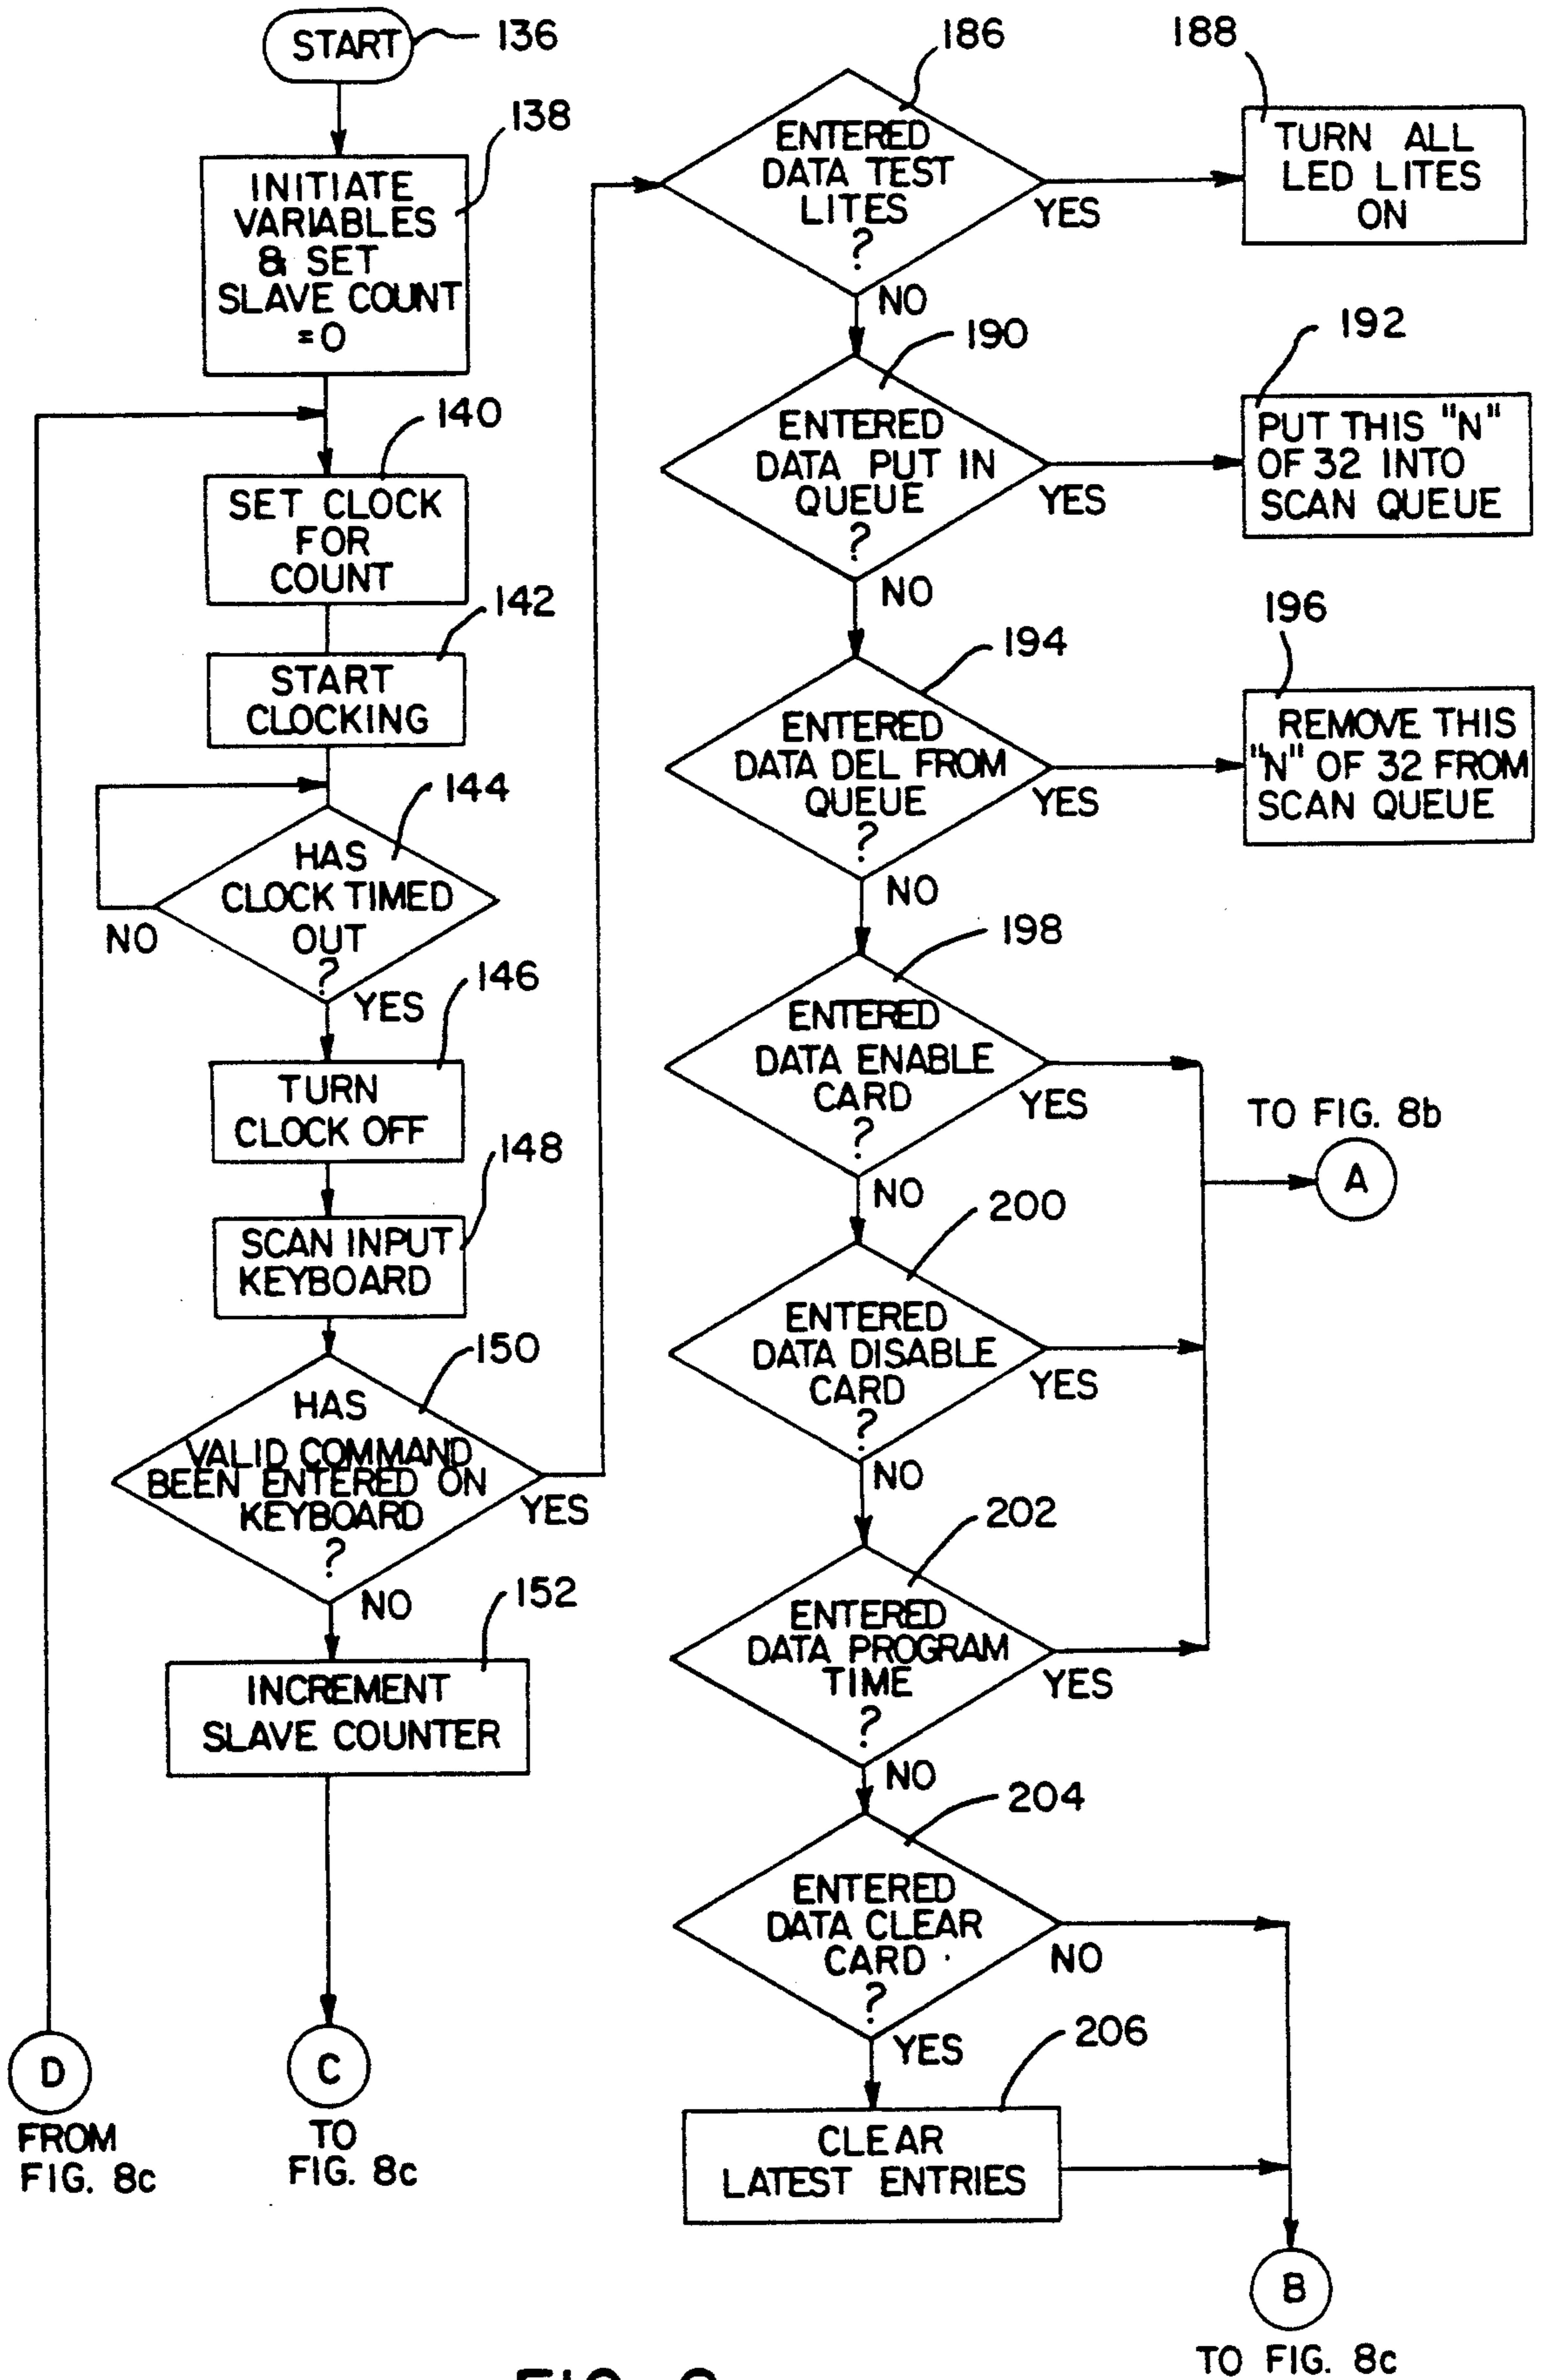 START
136
138
INITIATE
VARIABLES
& SET
SLAVE COUNT
=0
140
SET CLOCK
FOR
COUNT
142
START
CLOCKING
144
HAS
CLOCK TIMED
OUT
?
NO
YES
146
TURN
CLOCK OFF
148
SCAN INPUT
KEYBOARD
150
HAS
VALID COMMAND
BEEN ENTERED ON
KEYBOARD
?
YES
NO
152
INCREMENT
SLAVE COUNTER
D
FROM
FIG. 8c
C
TO
FIG. 8c
186
ENTERED
DATA TEST
LITES
?
YES
NO
188
TURN ALL
LED LITES
ON
190
ENTERED
DATA PUT IN
QUEUE
?
YES
NO
192
PUT THIS "N"
OF 32 INTO
SCAN QUEUE
194
ENTERED
DATA DEL FROM
QUEUE
?
YES
NO
196
REMOVE THIS
"N" OF 32 FROM
SCAN QUEUE
198
ENTERED
DATA ENABLE
CARD
?
YES
NO
TO FIG. 8b
A
200
ENTERED
DATA DISABLE
CARD
?
YES
NO
202
ENTERED
DATA PROGRAM
TIME
?
YES
NO
204
ENTERED
DATA CLEAR
CARD
?
NO
YES
206
CLEAR
LATEST ENTRIES
B
TO FIG. 8c